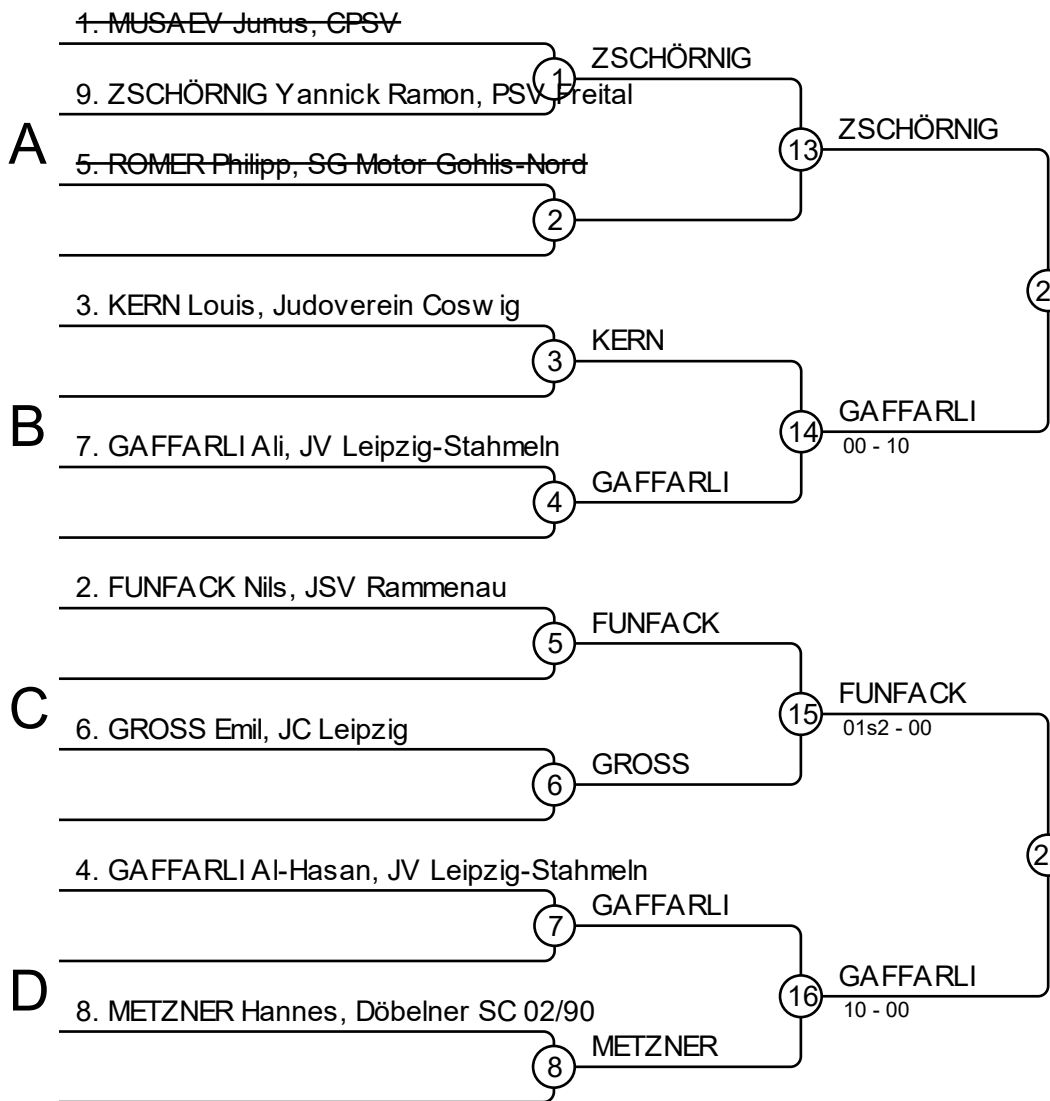 1. MUSAEV Junus, CPSV
ZSCHÖRNIG
1
9. ZSCHÖRNIG Yannick Ramon, PSV Freital
A
ZSCHÖRNIG
13
5. ROMER Philipp, SG Motor Gohlis-Nord
2
3. KERN Louis, Judoverein Coswig
2
KERN
3
B
GAFFARLI
14
00 - 10
7. GAFFARLI Ali, JV Leipzig-Stahmeln
GAFFARLI
4
2. FUNFACK Nils, JSV Rammenau
FUNFACK
5
C
FUNFACK
15
01s2 - 00
6. GROSS Emil, JC Leipzig
GROSS
6
2
4. GAFFARLI Al-Hasan, JV Leipzig-Stahmeln
GAFFARLI
7
D
GAFFARLI
16
10 - 00
8. METZNER Hannes, Döbelner SC 02/90
METZNER
8